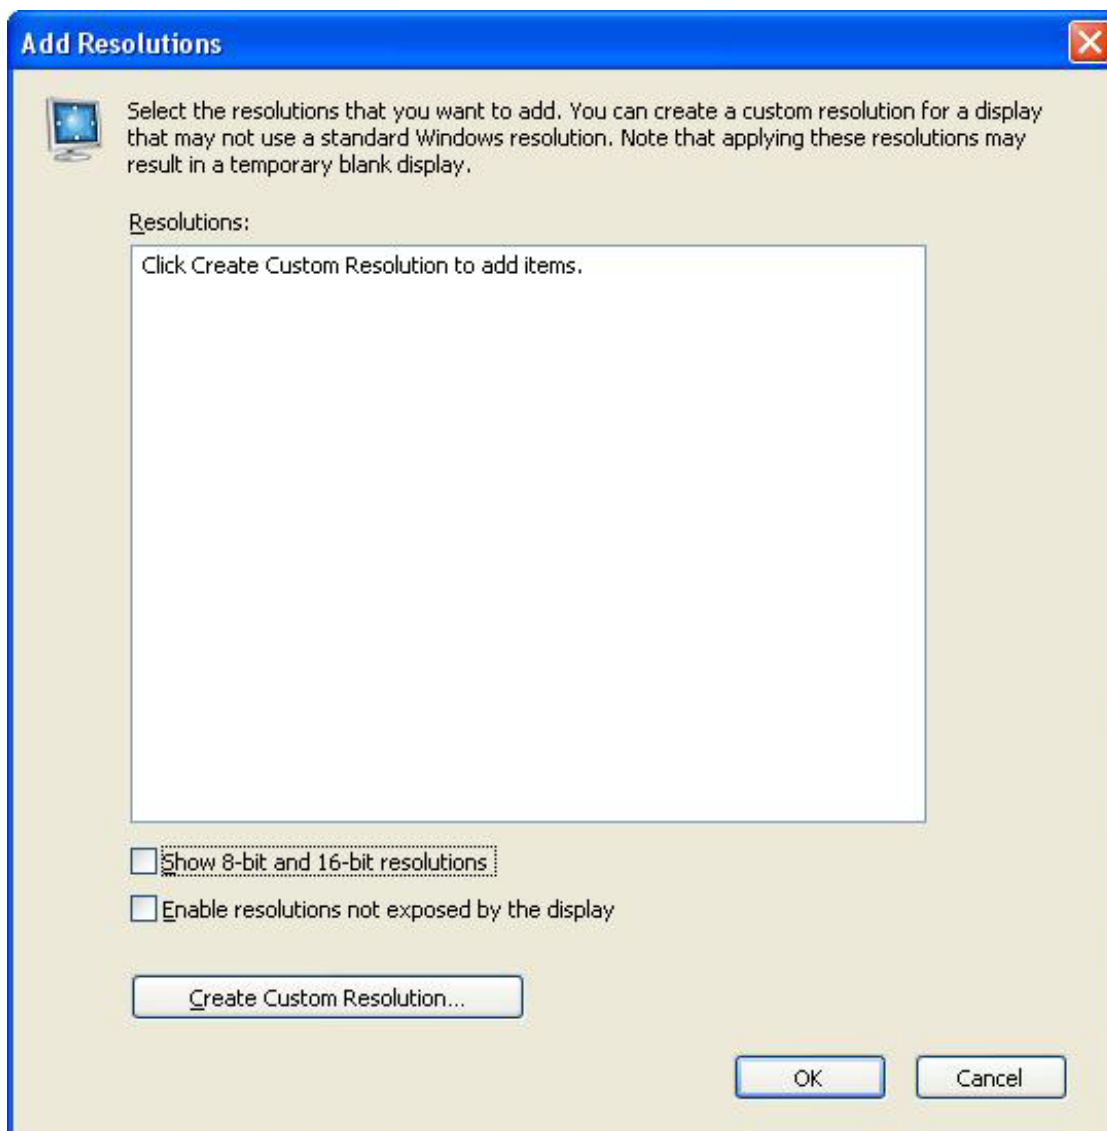 Add Resolutions
Select the resolutions that you want to add. You can create a custom resolution for a display
that may not use a standard Windows resolution. Note that applying these resolutions may
result in a temporary blank display.
Resolutions:
Click Create Custom Resolution to add items.
Show 8-bit and 16-bit resolutions
Enable resolutions not exposed by the display
Create Custom Resolution...
OK
Cancel